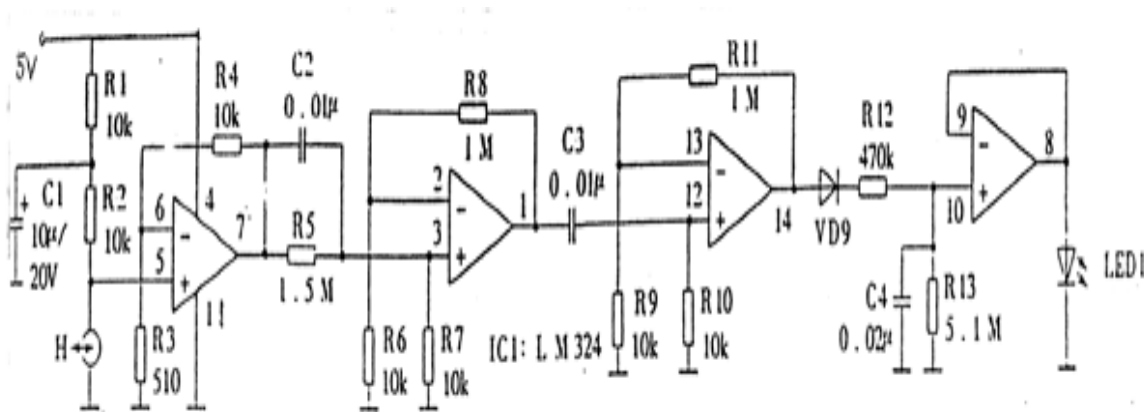 5V
R1
10k
R4
10k
C2
0.01μ
C1
+
10μ/
20V
R2
10k
6
-
5
+
4
7
11
R5
1.5M
H
R3
510
R8
1M
2
-
3
+
1
R6
10k
R7
10k
C3
0.01μ
IC1: LM324
R11
1M
13
-
12
+
14
R9
10k
R10
10k
VD9
R12
470k
9
-
10
+
8
C4
0.02μ
R13
5.1M
LED1